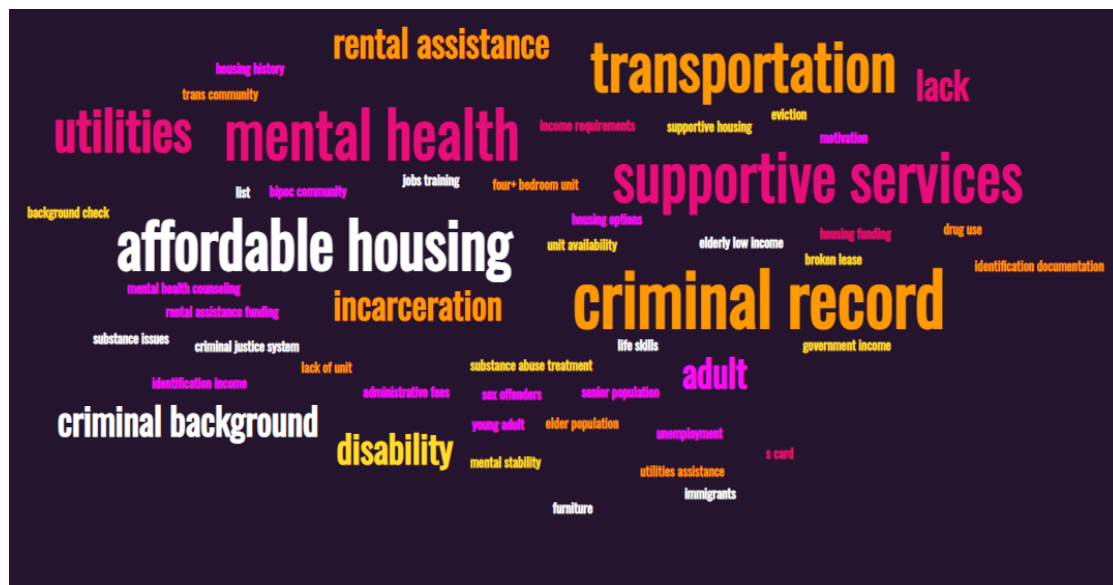 rental assistance
transportation
housing history
lack
trans community
utilities
mental health
income requirements
supportive housing
eviction
motivation
supportive services
list
bipoc community
jobs training
four+ bedroom unit
background check
affordable housing
housing options
unit availability
elderly low income
housing funding
drug use
broken lease
identification documentation
mental health counseling
rental assistance funding
incarceration
criminal record
substance issues
criminal justice system
life skills
government income
lack of unit
substance abuse treatment
adult
identification income
administrative fees
sex offenders
senior population
criminal background
young adult
elder population
unemployment
disability
mental stability
s card
utilities assistance
immigrants
furniture